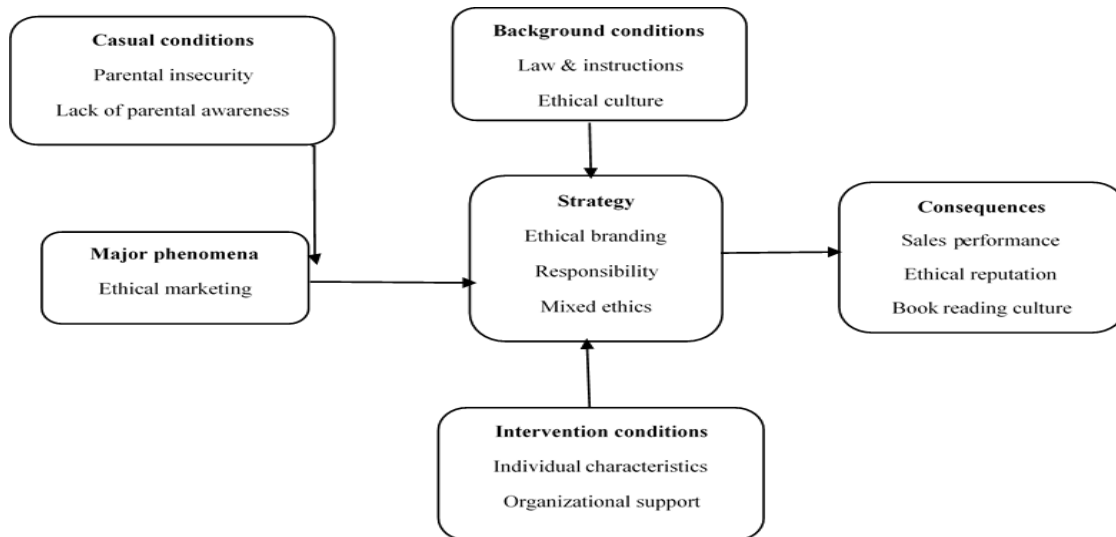 Casual conditions
Parental insecurity
Lack of parental awareness
Background conditions
Law & instructions
Ethical culture
Major phenomena
Ethical marketing
Strategy
Ethical branding
Responsibility
Mixed ethics
Consequences
Sales performance
Ethical reputation
Book reading culture
Intervention conditions
Individual characteristics
Organizational support